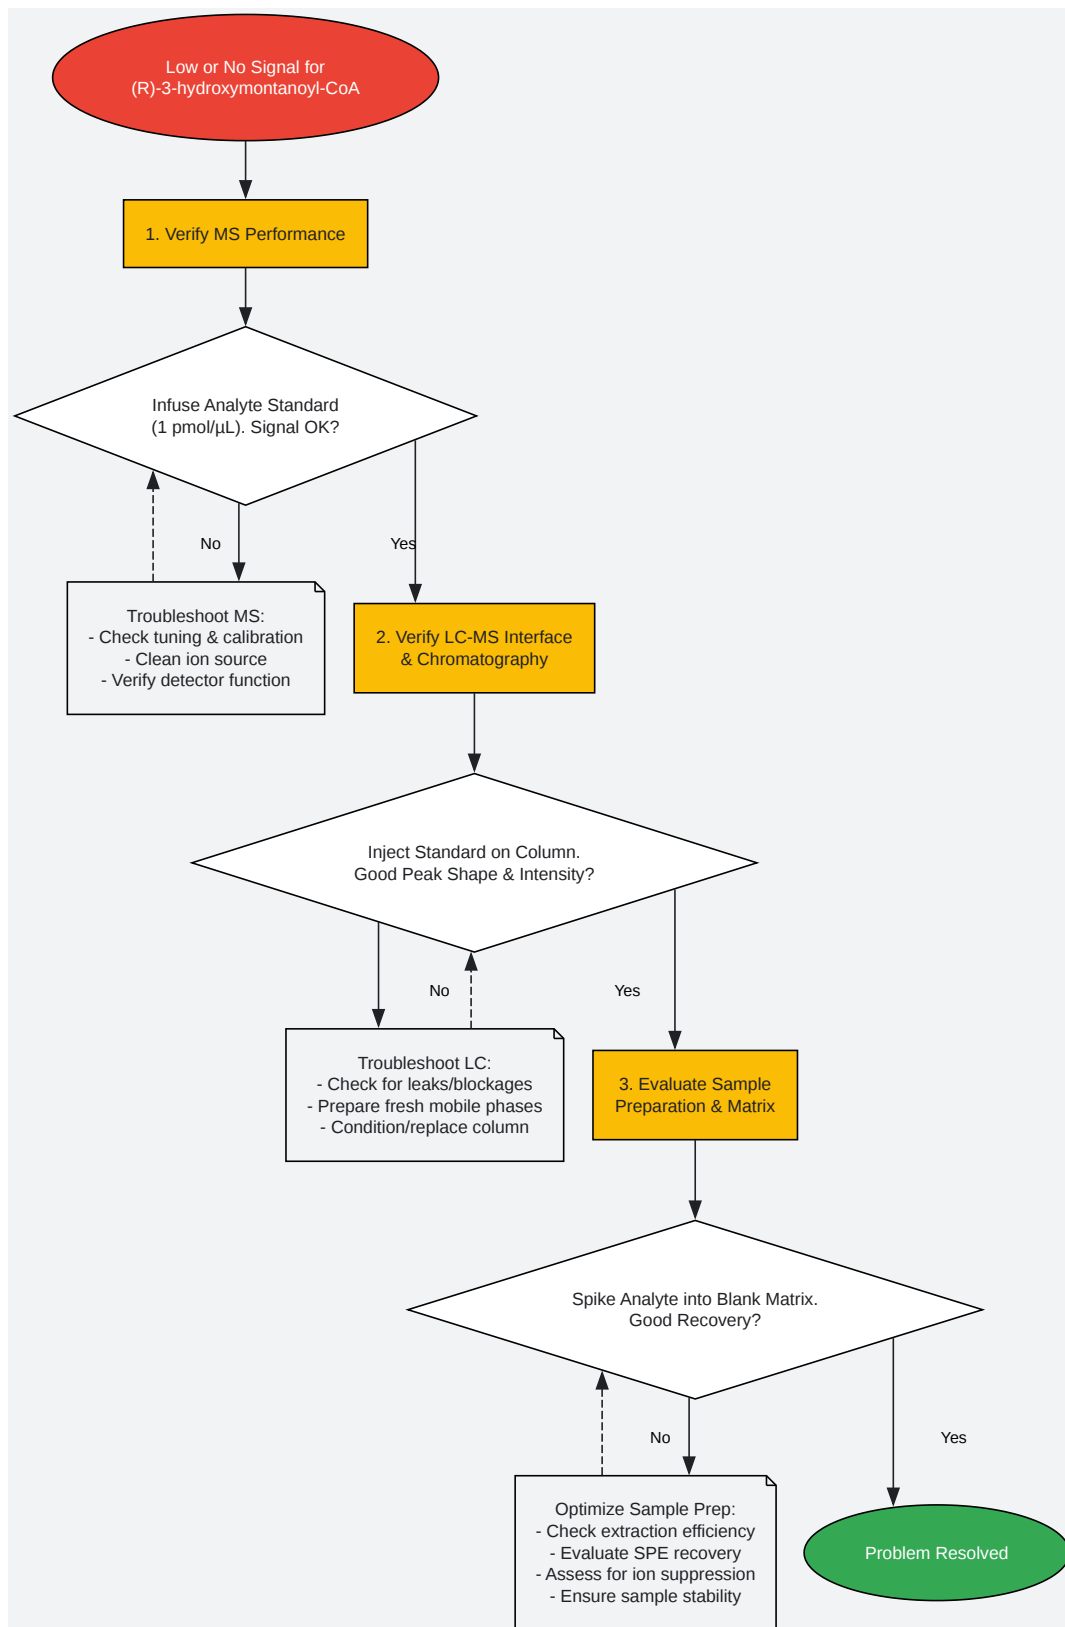 Low or No Signal for
(R)-3-hydroxymontanoyl-CoA
1. Verify MS Performance
Infuse Analyte Standard
(1 pmol/µL). Signal OK?
No
Yes
Troubleshoot MS:
- Check tuning & calibration
- Clean ion source
- Verify detector function
2. Verify LC-MS Interface
& Chromatography
Inject Standard on Column.
Good Peak Shape & Intensity?
No
Yes
Troubleshoot LC:
- Check for leaks/blockages
- Prepare fresh mobile phases
- Condition/replace column
3. Evaluate Sample
Preparation & Matrix
Spike Analyte into Blank Matrix.
Good Recovery?
No
Yes
Optimize Sample Prep:
- Check extraction efficiency
- Evaluate SPE recovery
- Assess for ion suppression
- Ensure sample stability
Problem Resolved